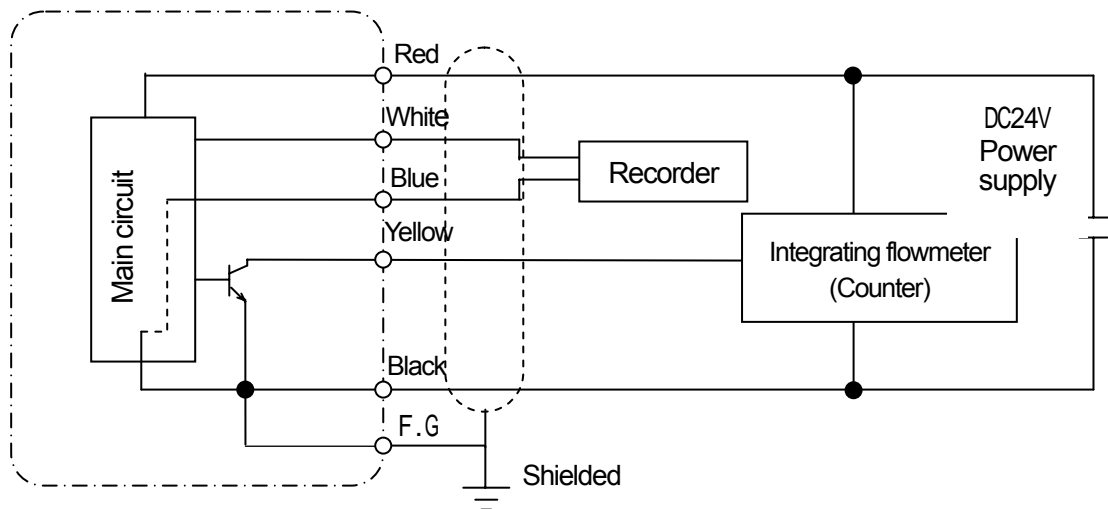 Red
White
Blue
Yellow
Black
F.G
Shielded
Main circuit
Recorder
Integrating flowmeter
(Counter)
DC24V
Power
supply